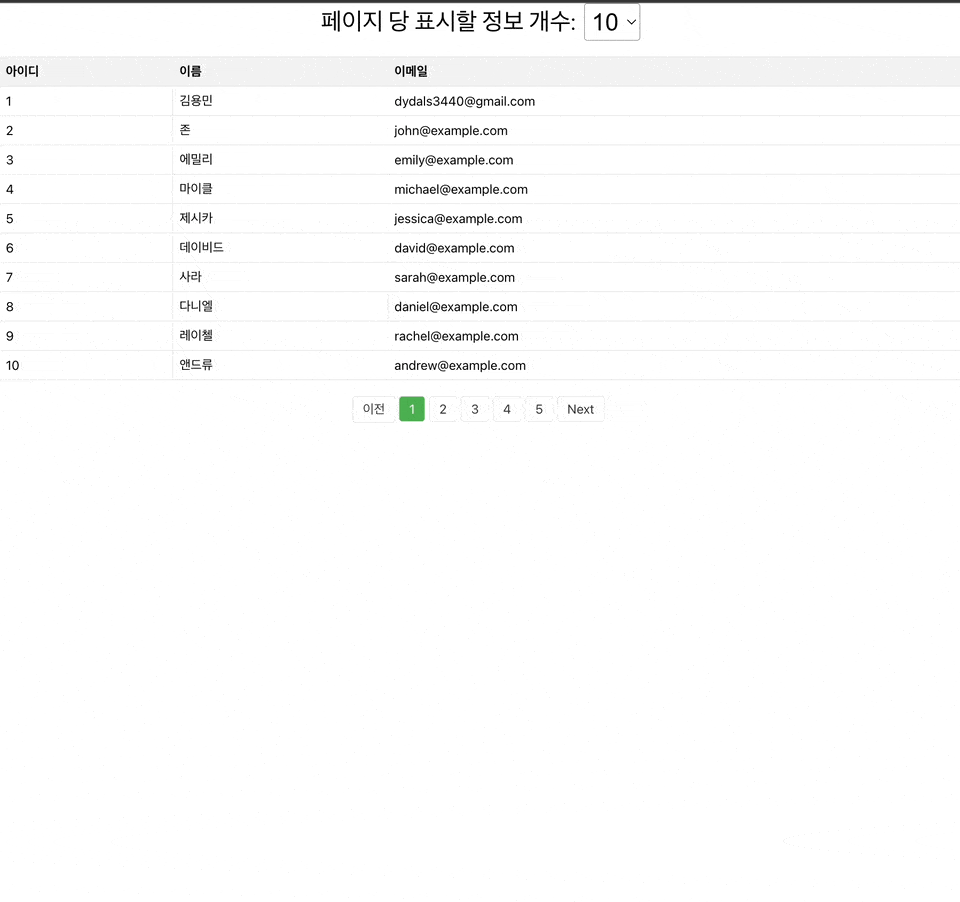 페이지 당 표시할 정보 개수: 10
아이디 이름 이메일
1 김용민 dydals3440@gmail.com
2 존 john@example.com
3 에밀리 emily@example.com
4 마이클 michael@example.com
5 제시카 jessica@example.com
6 데이비드 david@example.com
7 사라 sarah@example.com
8 다니엘 daniel@example.com
9 레이첼 rachel@example.com
10 앤드류 andrew@example.com
이전 1 2 3 4 5 Next